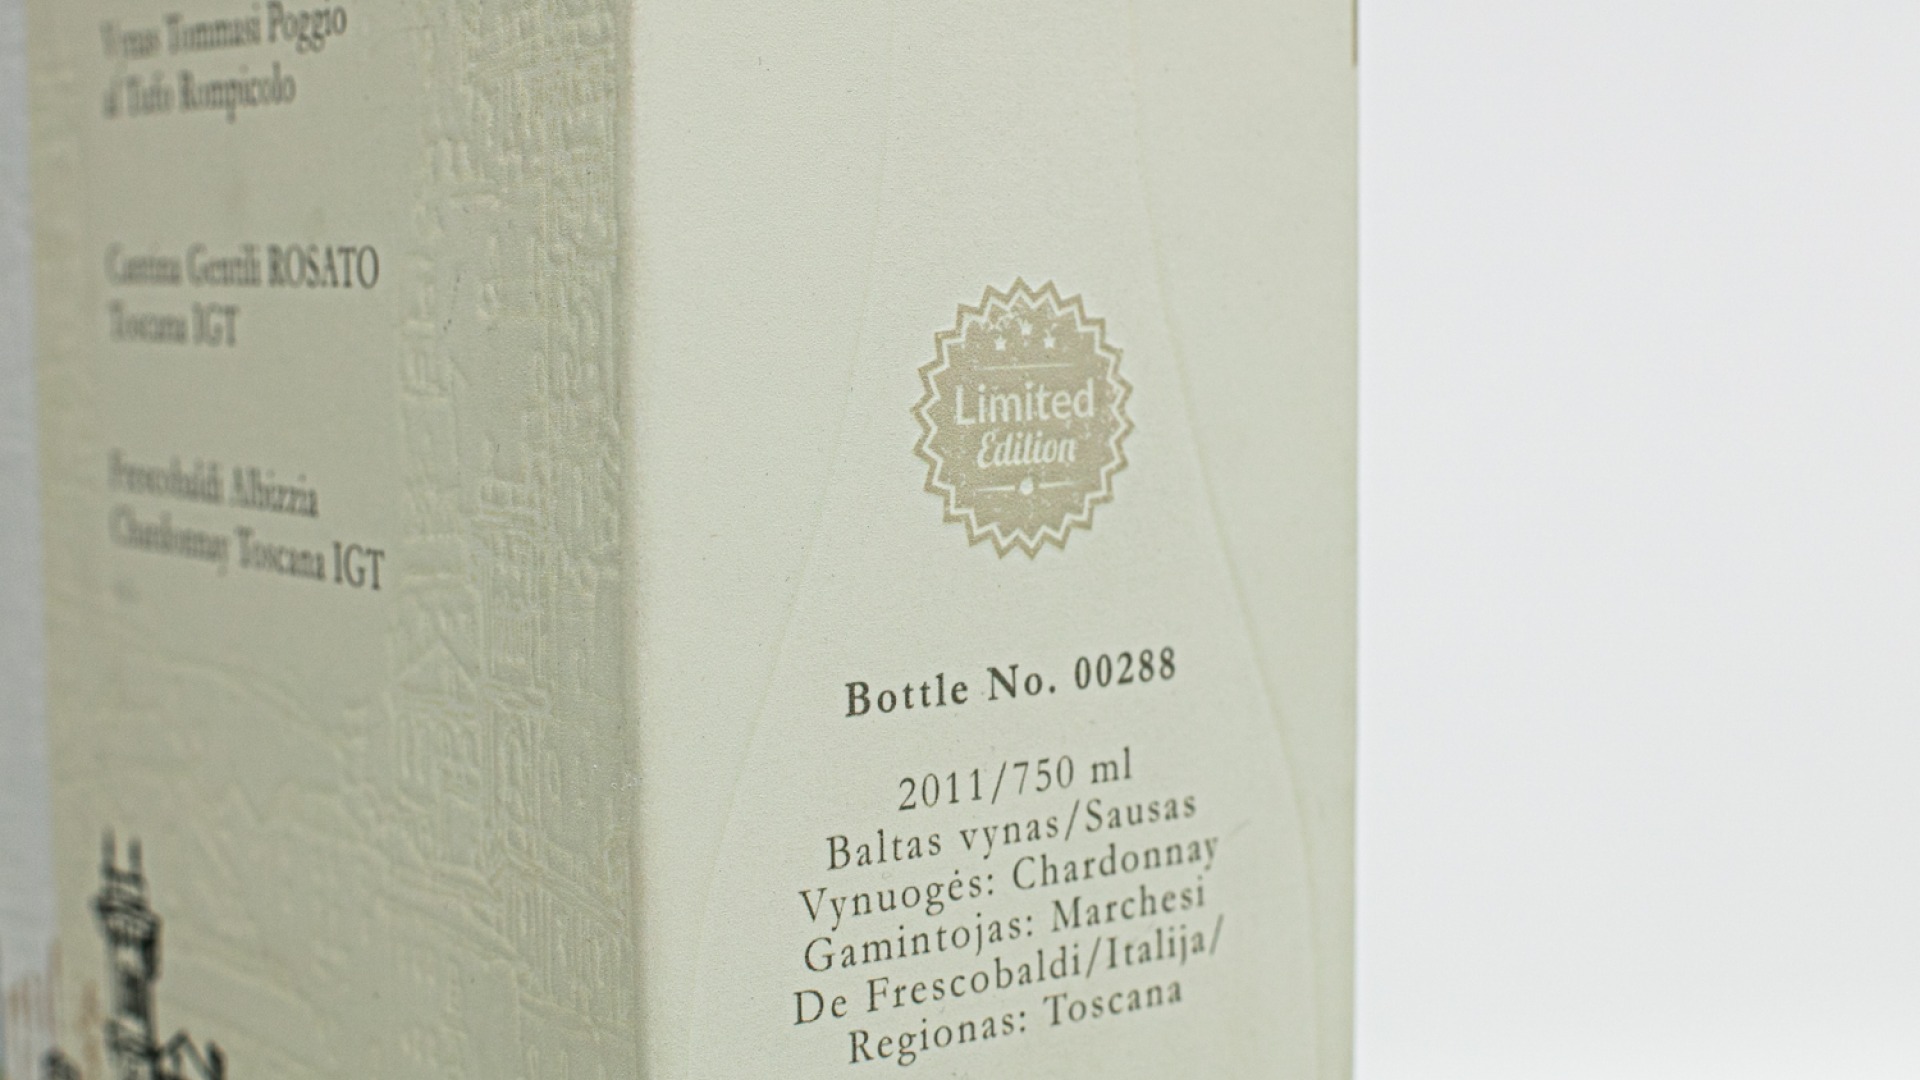 Vynas Tommasi Poggio
al Tufo Rompicolo
Cantina Gentili ROSATO
Toscana IGT
Frescobaldi Albizzia
Chardonnay Toscana IGT
Limited
Edition
Bottle No. 00288
2011/750 ml
Baltas vynas/Sausas
Vynuogės: Chardonnay
Gamintojas: Marchesi
De Frescobaldi/Italija/
Regionas: Toscana